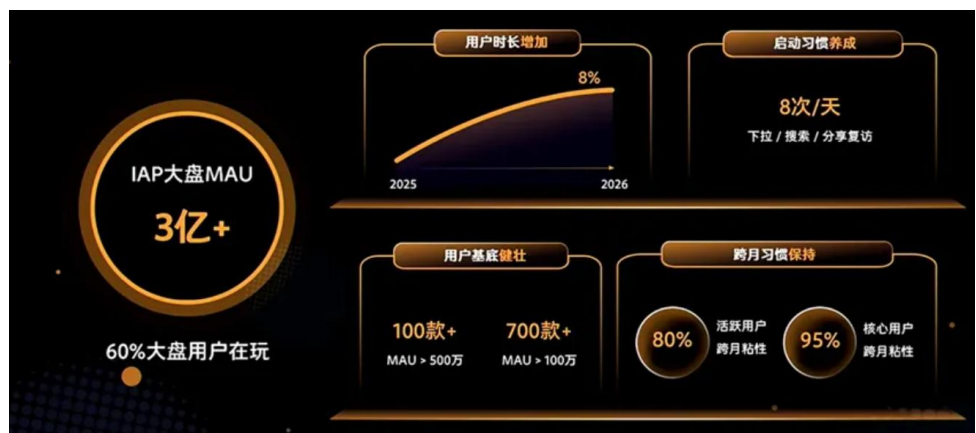 IAP大盘MAU
3亿+
60%大盘用户在玩
用户时长增加
8%
2025
2026
启动习惯养成
8次/天
下拉 / 搜索 / 分享复访
用户基底健壮
100款+
MAU > 500万
700款+
MAU > 100万
跨月习惯保持
80%
活跃用户
跨月粘性
95%
核心用户
跨月粘性